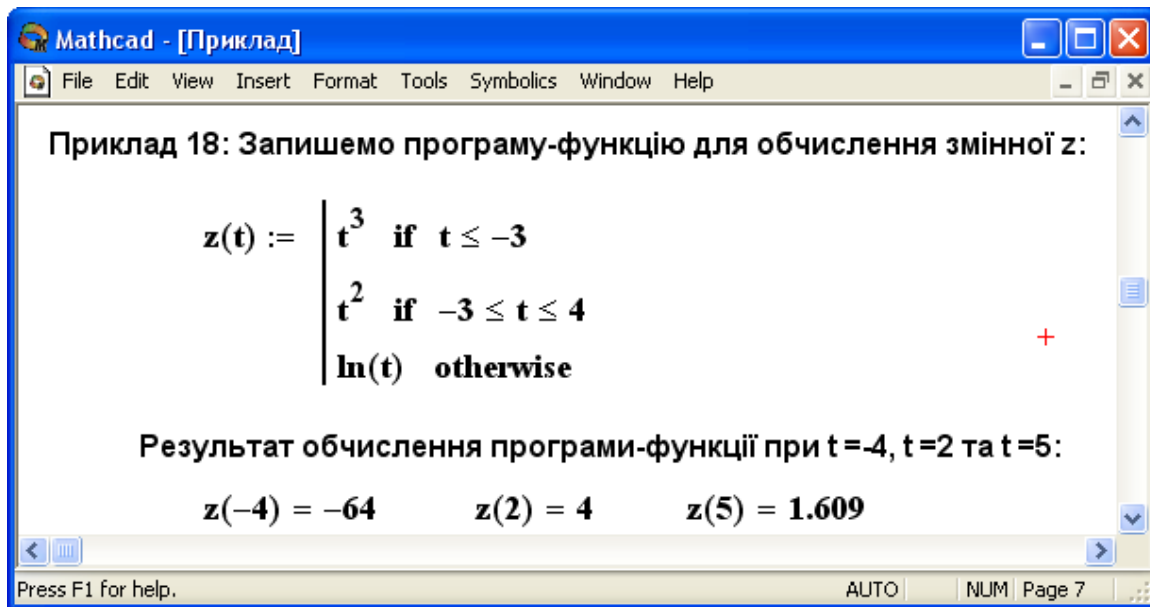 Mathcad - [Приклад]
File Edit View Insert Format Tools Symbolics Window Help
Приклад 18: Запишемо програму-функцію для обчислення змінної z:
z(t) := t³ if t ≤ −3
t² if −3 ≤ t ≤ 4
ln(t) otherwise
Результат обчислення програми-функції при t =-4, t =2 та t =5:
z(−4) = −64 z(2) = 4 z(5) = 1.609
Press F1 for help. AUTO NUM Page 7